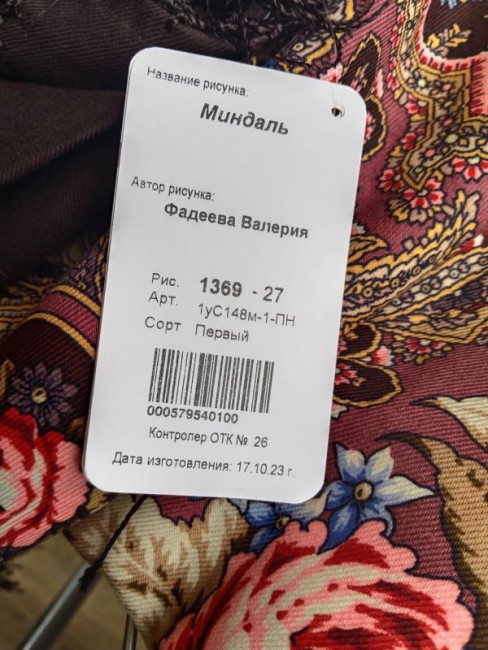 Название рисунка:
Миндаль
Автор рисунка:
Фадеева Валерия
Рис. 1369 - 27
Арт. 1уС148м-1-ПН
Сорт Первый
000579540100
Контролер ОТК № 26
Дата изготовления: 17.10.23 г.